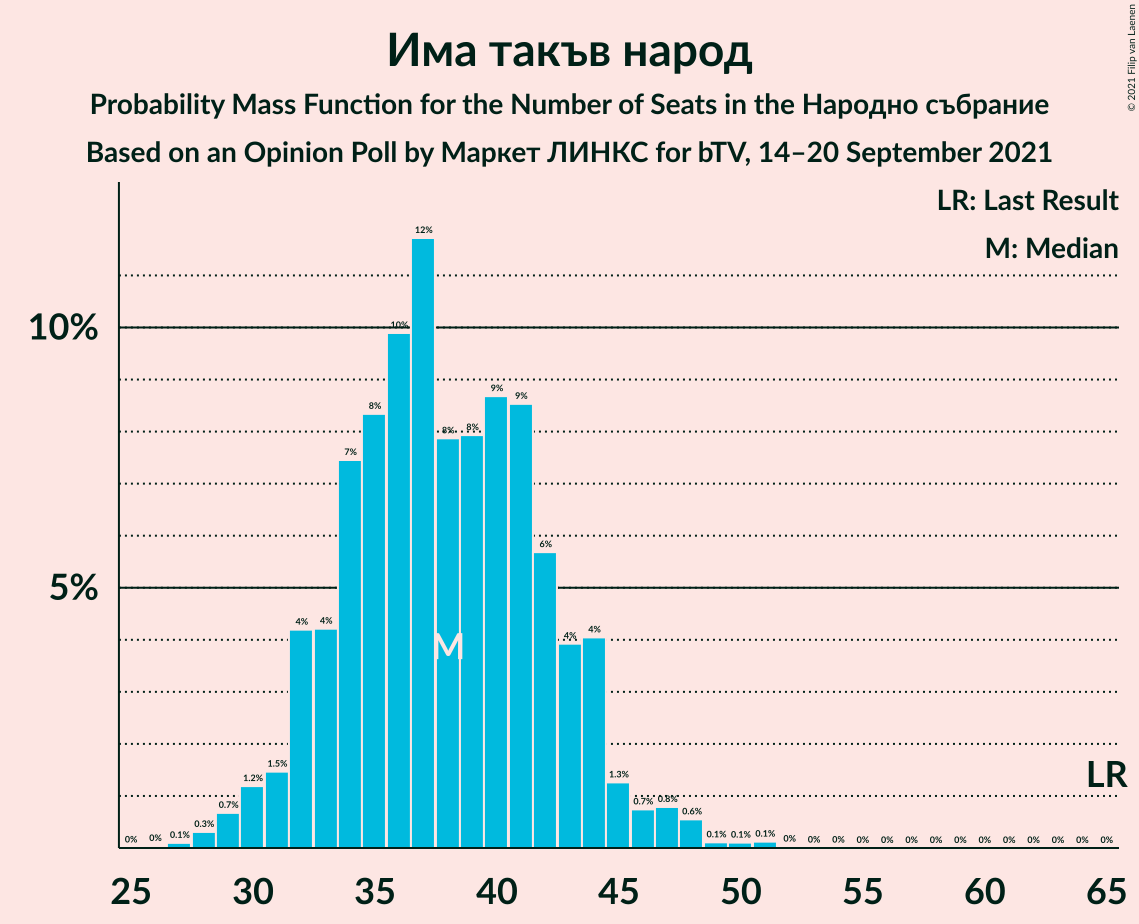 Има такъв народ
Probability Mass Function for the Number of Seats in the Народно събрание
Based on an Opinion Poll by Маркет ЛИНКС for bTV, 14–20 September 2021
© 2021 Filip van Laenen
LR: Last Result
M: Median
10%
5%
0% 0% 0.1% 0.3% 0.7% 1.2% 1.5% 4% 4% 7% 8% 10% 12% 8% 8% 9% 9% 6% 4% 4% 1.3% 0.7% 0.8% 0.6% 0.1% 0.1% 0.1% 0% 0% 0% 0% 0% 0% 0% 0% 0% 0% 0% 0% 0% 0%
M
LR
25 30 35 40 45 50 55 60 65